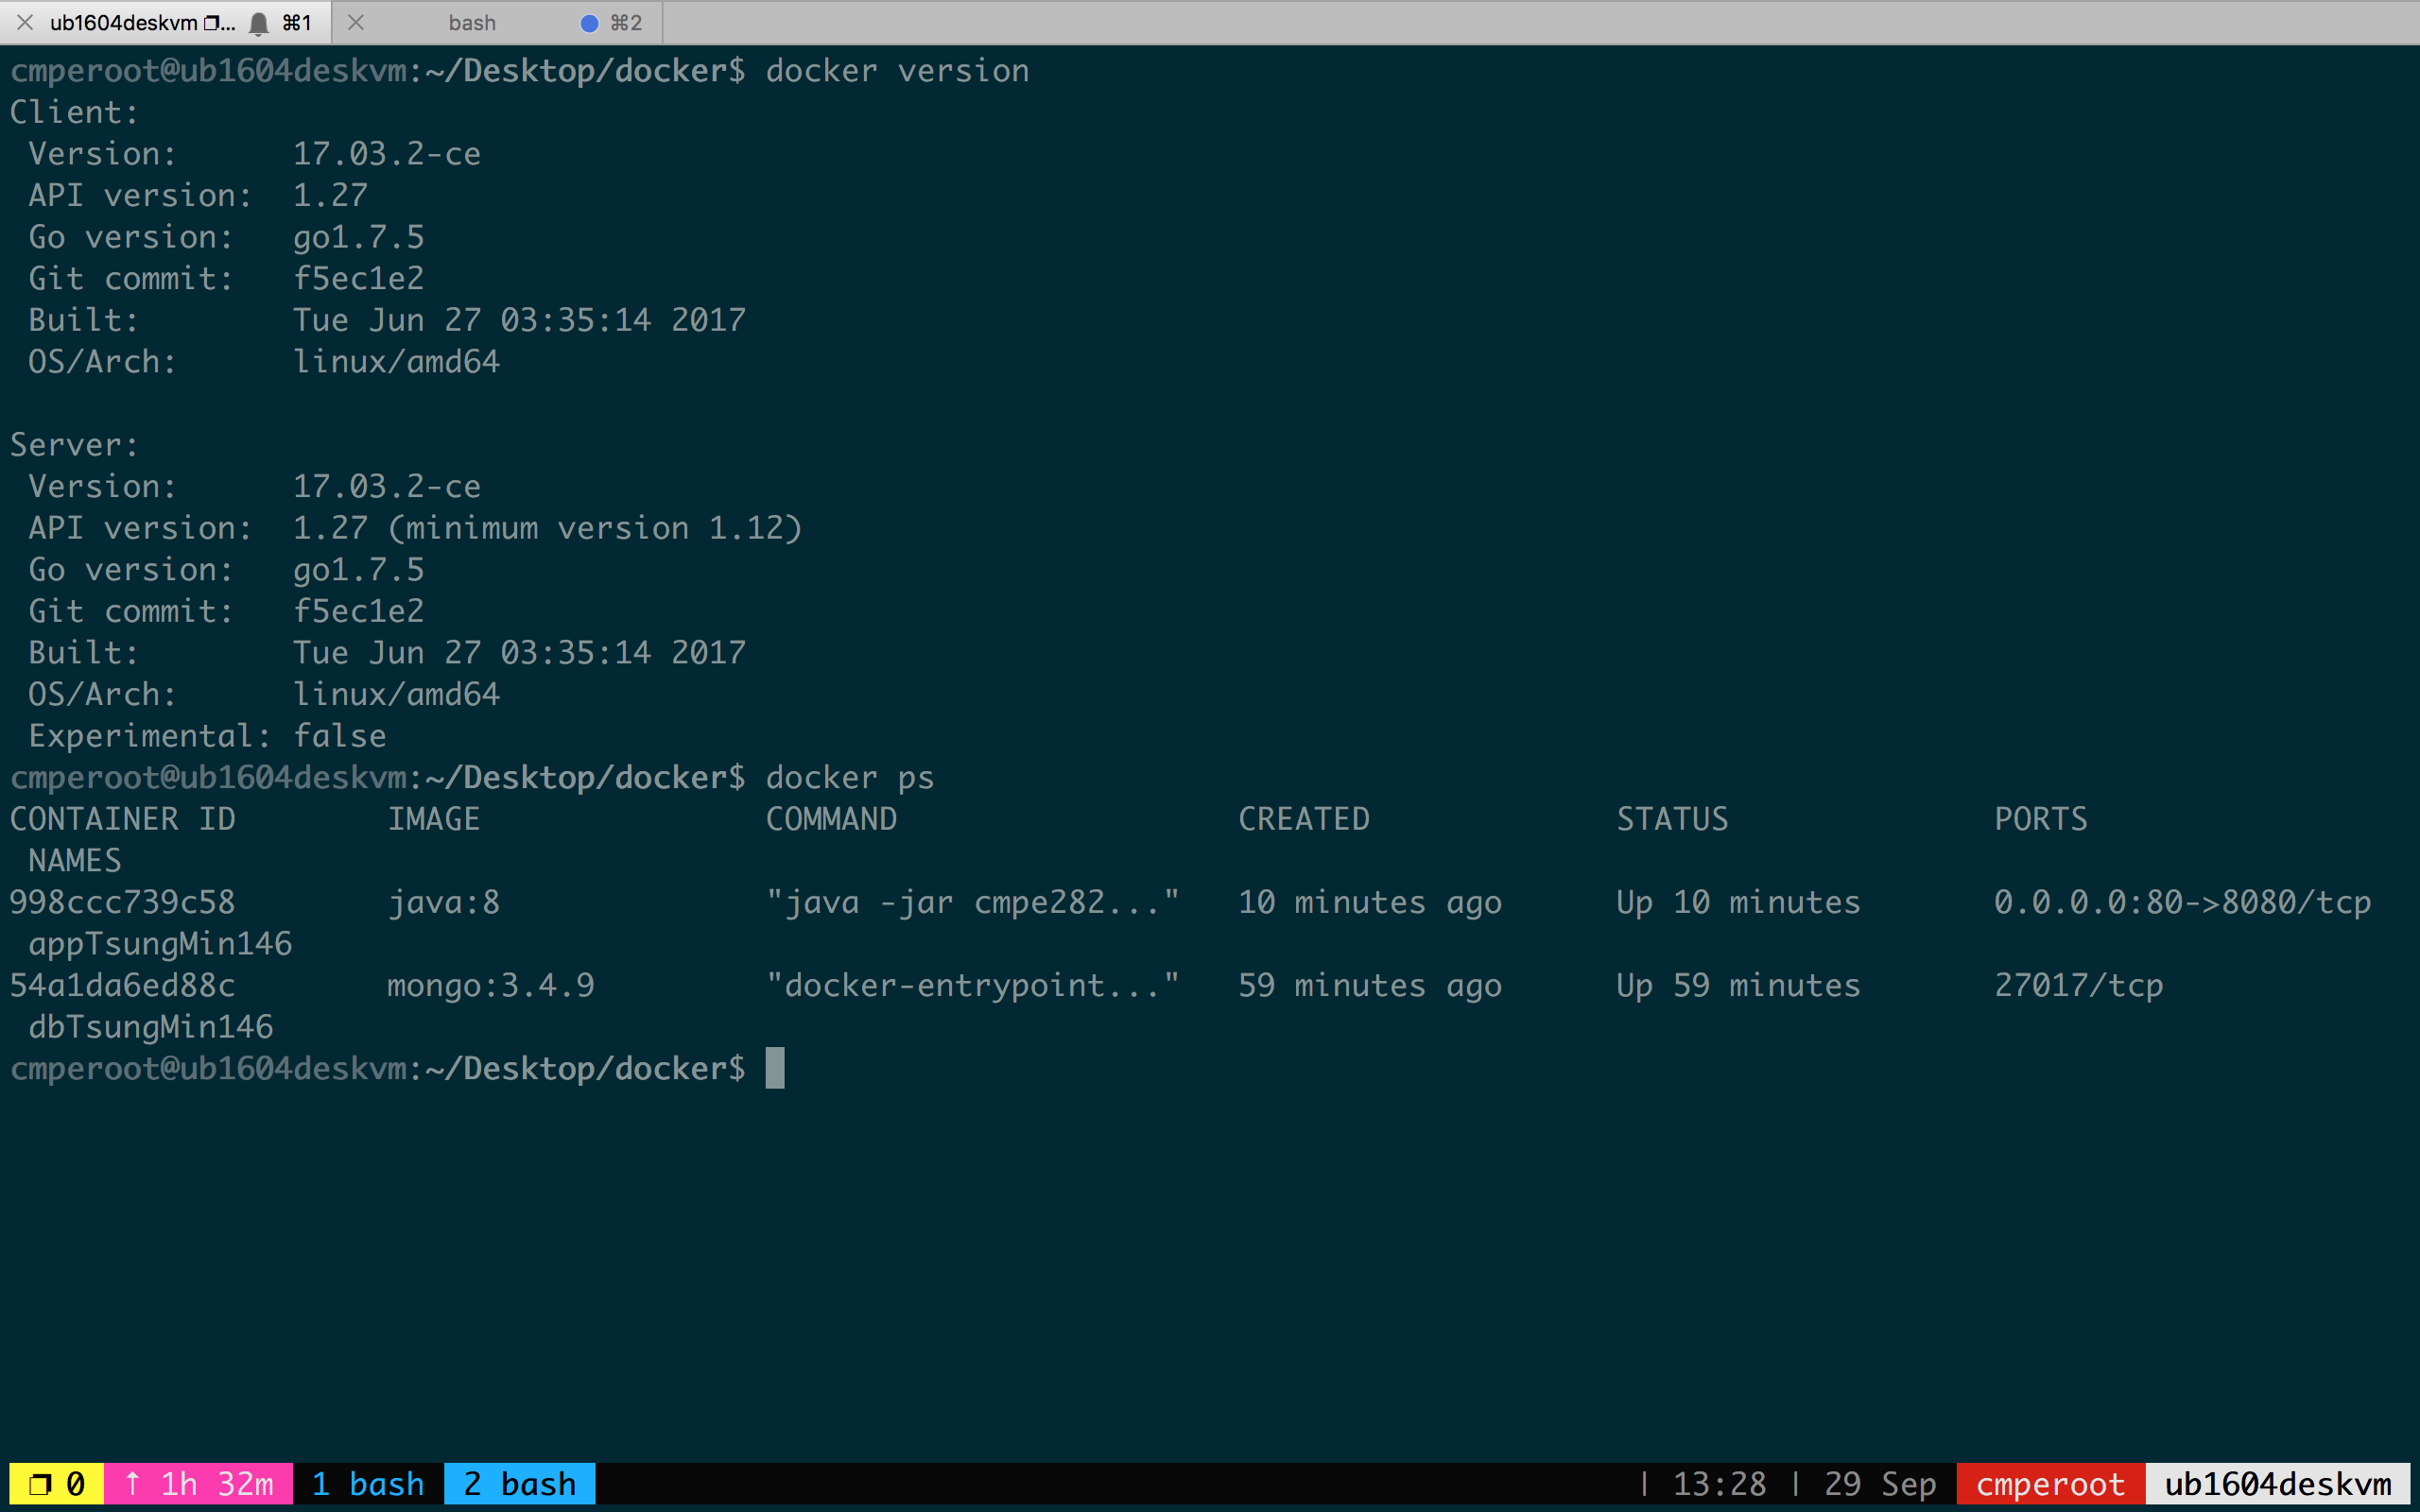 ub1604deskvm ... ⌘1 bash ⌘2
cmperoot@ub1604deskvm:~/Desktop/docker$ docker version
Client:
 Version:      17.03.2-ce
 API version:  1.27
 Go version:   go1.7.5
 Git commit:   f5ec1e2
 Built:        Tue Jun 27 03:35:14 2017
 OS/Arch:      linux/amd64

Server:
 Version:      17.03.2-ce
 API version:  1.27 (minimum version 1.12)
 Go version:   go1.7.5
 Git commit:   f5ec1e2
 Built:        Tue Jun 27 03:35:14 2017
 OS/Arch:      linux/amd64
 Experimental: false
cmperoot@ub1604deskvm:~/Desktop/docker$ docker ps
CONTAINER ID        IMAGE               COMMAND                  CREATED             STATUS              PORTS
 NAMES
998ccc739c58        java:8              "java -jar cmpe282..."   10 minutes ago      Up 10 minutes       0.0.0.0:80->8080/tcp
 appTsungMin146
54a1da6ed88c        mongo:3.4.9         "docker-entrypoint..."   59 minutes ago      Up 59 minutes       27017/tcp
 dbTsungMin146
cmperoot@ub1604deskvm:~/Desktop/docker$
❐ 0 ↑ 1h 32m 1 bash 2 bash | 13:28 | 29 Sep cmperoot ub1604deskvm